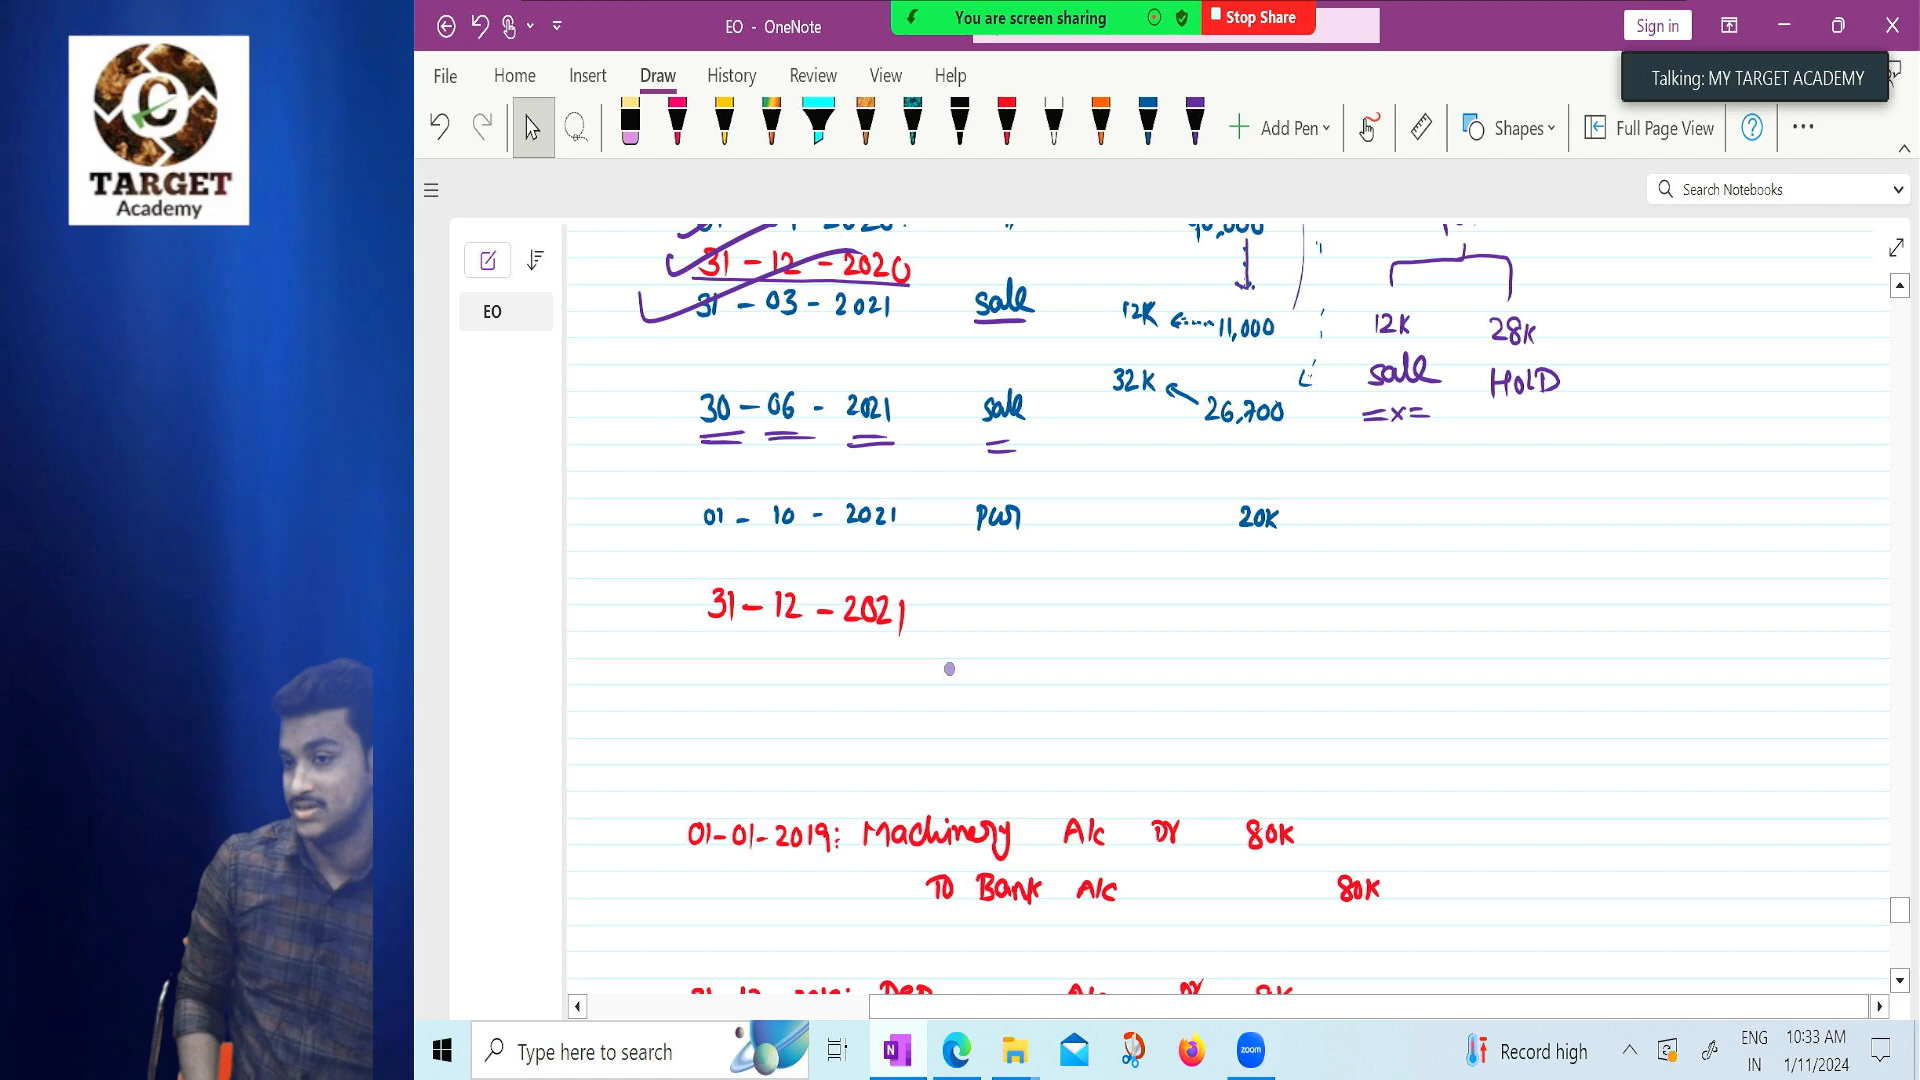 TARGET
Academy
EO - OneNote
You are screen sharing
Stop Share
Sign in
Talking: MY TARGET ACADEMY
File Home Insert Draw History Review View Help
Add Pen
Shapes
Full Page View
Search Notebooks
EO
31 - 12 - 2020
31 - 03 - 2021 sale 12K 11,000 12K 28K
sale HOLD
=x=
30 - 06 - 2021 sale 32K 26,700
01 - 10 - 2021 pur 20K
31 - 12 - 2021
01-01-2019: Machinery A/c Dr 80K
To Bank A/c 80K
Type here to search
zoom
Record high
ENG
IN
10:33 AM
1/11/2024